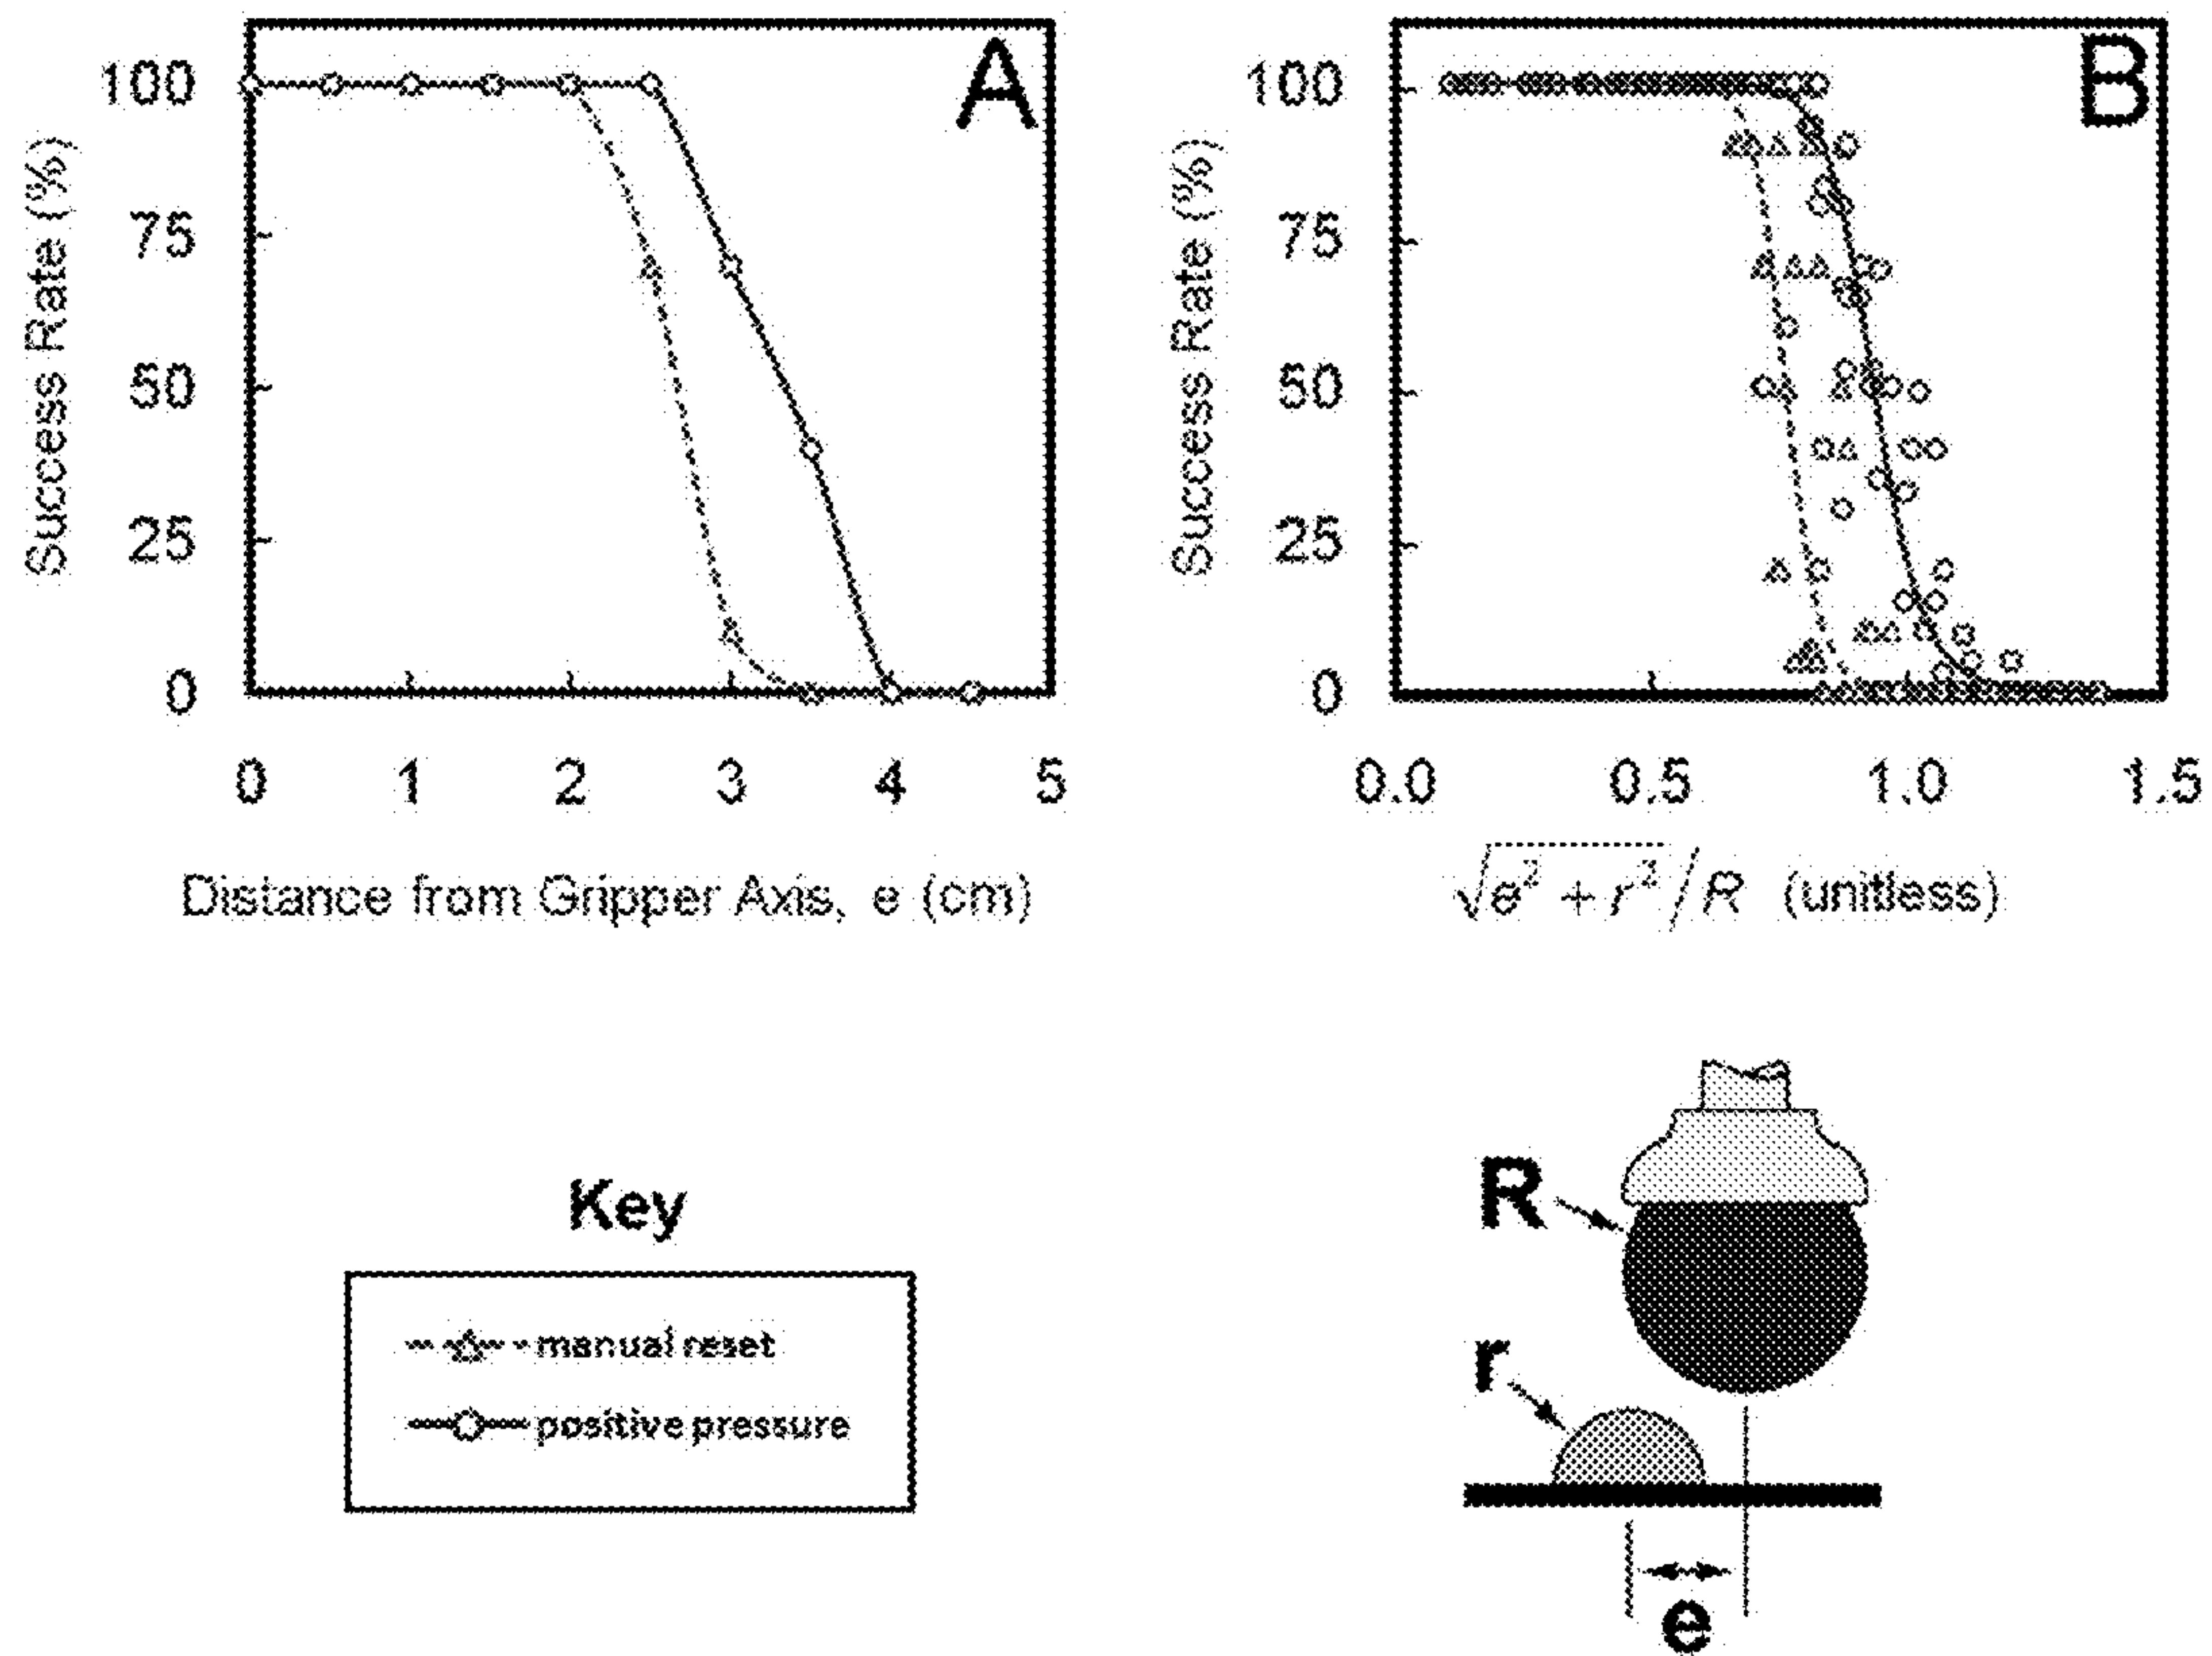 A
Success Rate (%)
100
75
50
25
0
0 1 2 3 4 5
Distance from Gripper Axis, e (cm)
B
Success Rate (%)
100
75
50
25
0
0.0 0.5 1.0 1.5
√e² + r² / R (unitless)
Key
manual reset
positive pressure
R
r
e